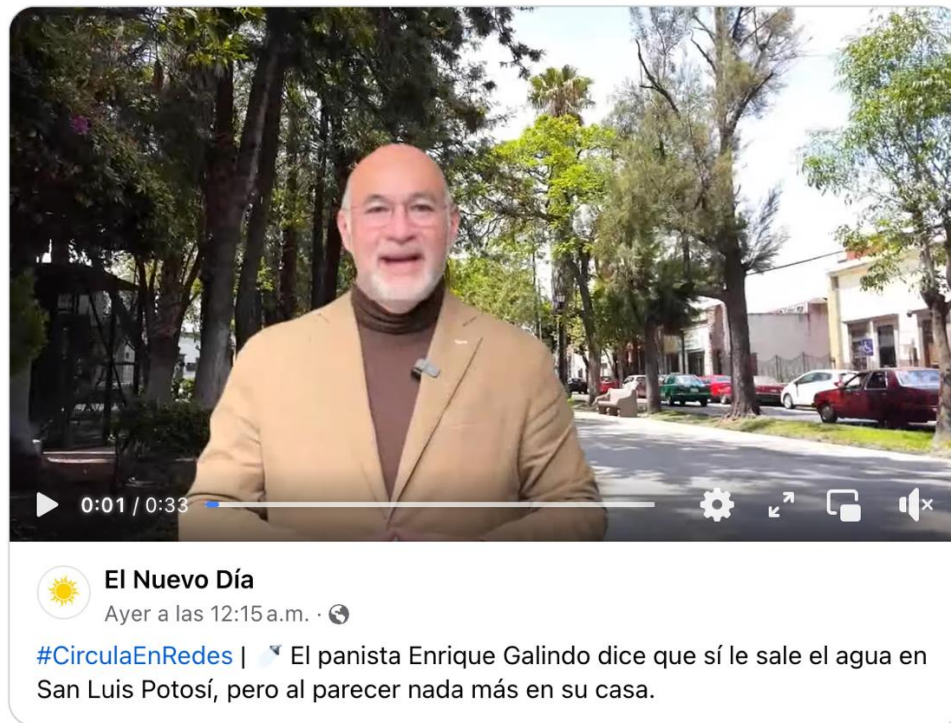 0:01 / 0:33
El Nuevo Día
Ayer a las 12:15 a.m. ·
#CirculaEnRedes | 🍼 El panista Enrique Galindo dice que sí le sale el agua en
San Luis Potosí, pero al parecer nada más en su casa.